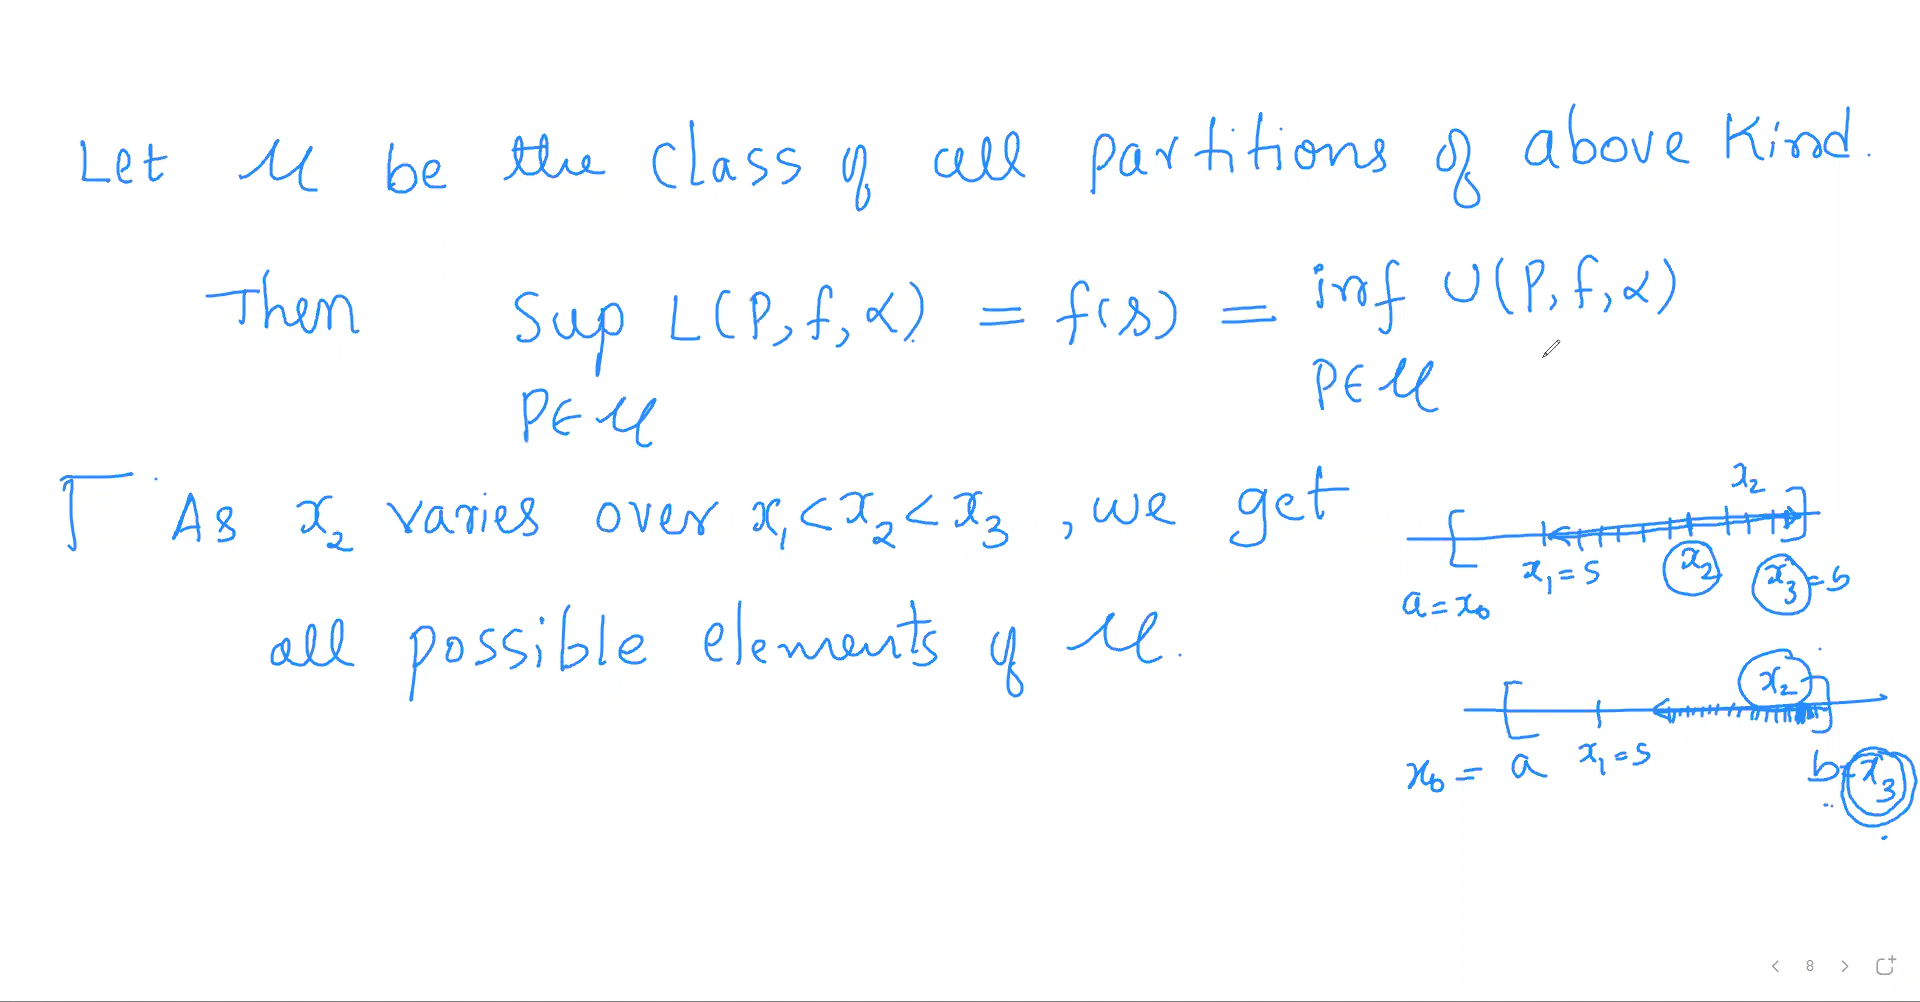 Let 𝓜 be the class of all partitions of above kind.
Then Sup L(P, f, α) = f(s) = inf U(P, f, α)
P∈𝓜 P∈𝓜
As x₂ varies over x₁ < x₂ < x₃, we get
all possible elements of 𝓜.
x₂
x₁ = s x₂ x₃ = b
a = x₀
x₂
x₀ = a x₁ = s b = x₃
8